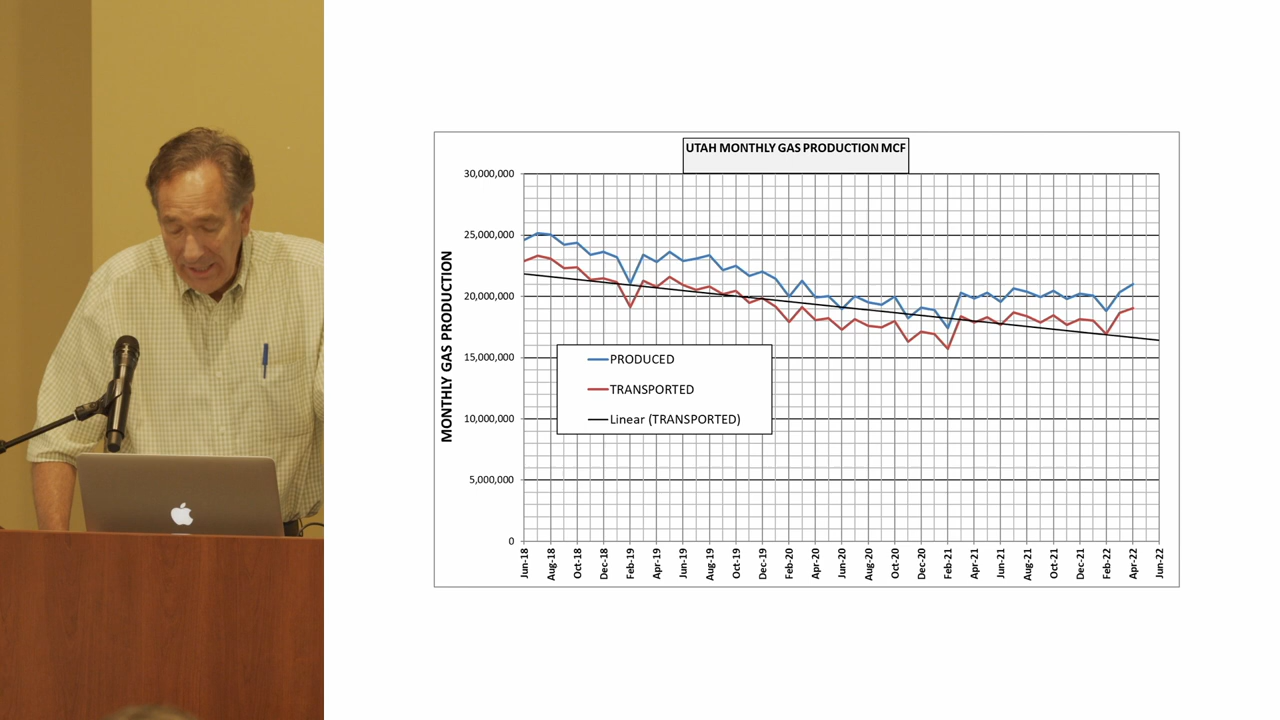 UTAH MONTHLY GAS PRODUCTION MCF
MONTHLY GAS PRODUCTION
30,000,000
25,000,000
20,000,000
15,000,000
10,000,000
5,000,000
0
PRODUCED
TRANSPORTED
Linear (TRANSPORTED)
Jun-18
Aug-18
Oct-18
Dec-18
Feb-19
Apr-19
Jun-19
Aug-19
Oct-19
Dec-19
Feb-20
Apr-20
Jun-20
Aug-20
Oct-20
Dec-20
Feb-21
Apr-21
Jun-21
Aug-21
Oct-21
Dec-21
Feb-22
Apr-22
Jun-22